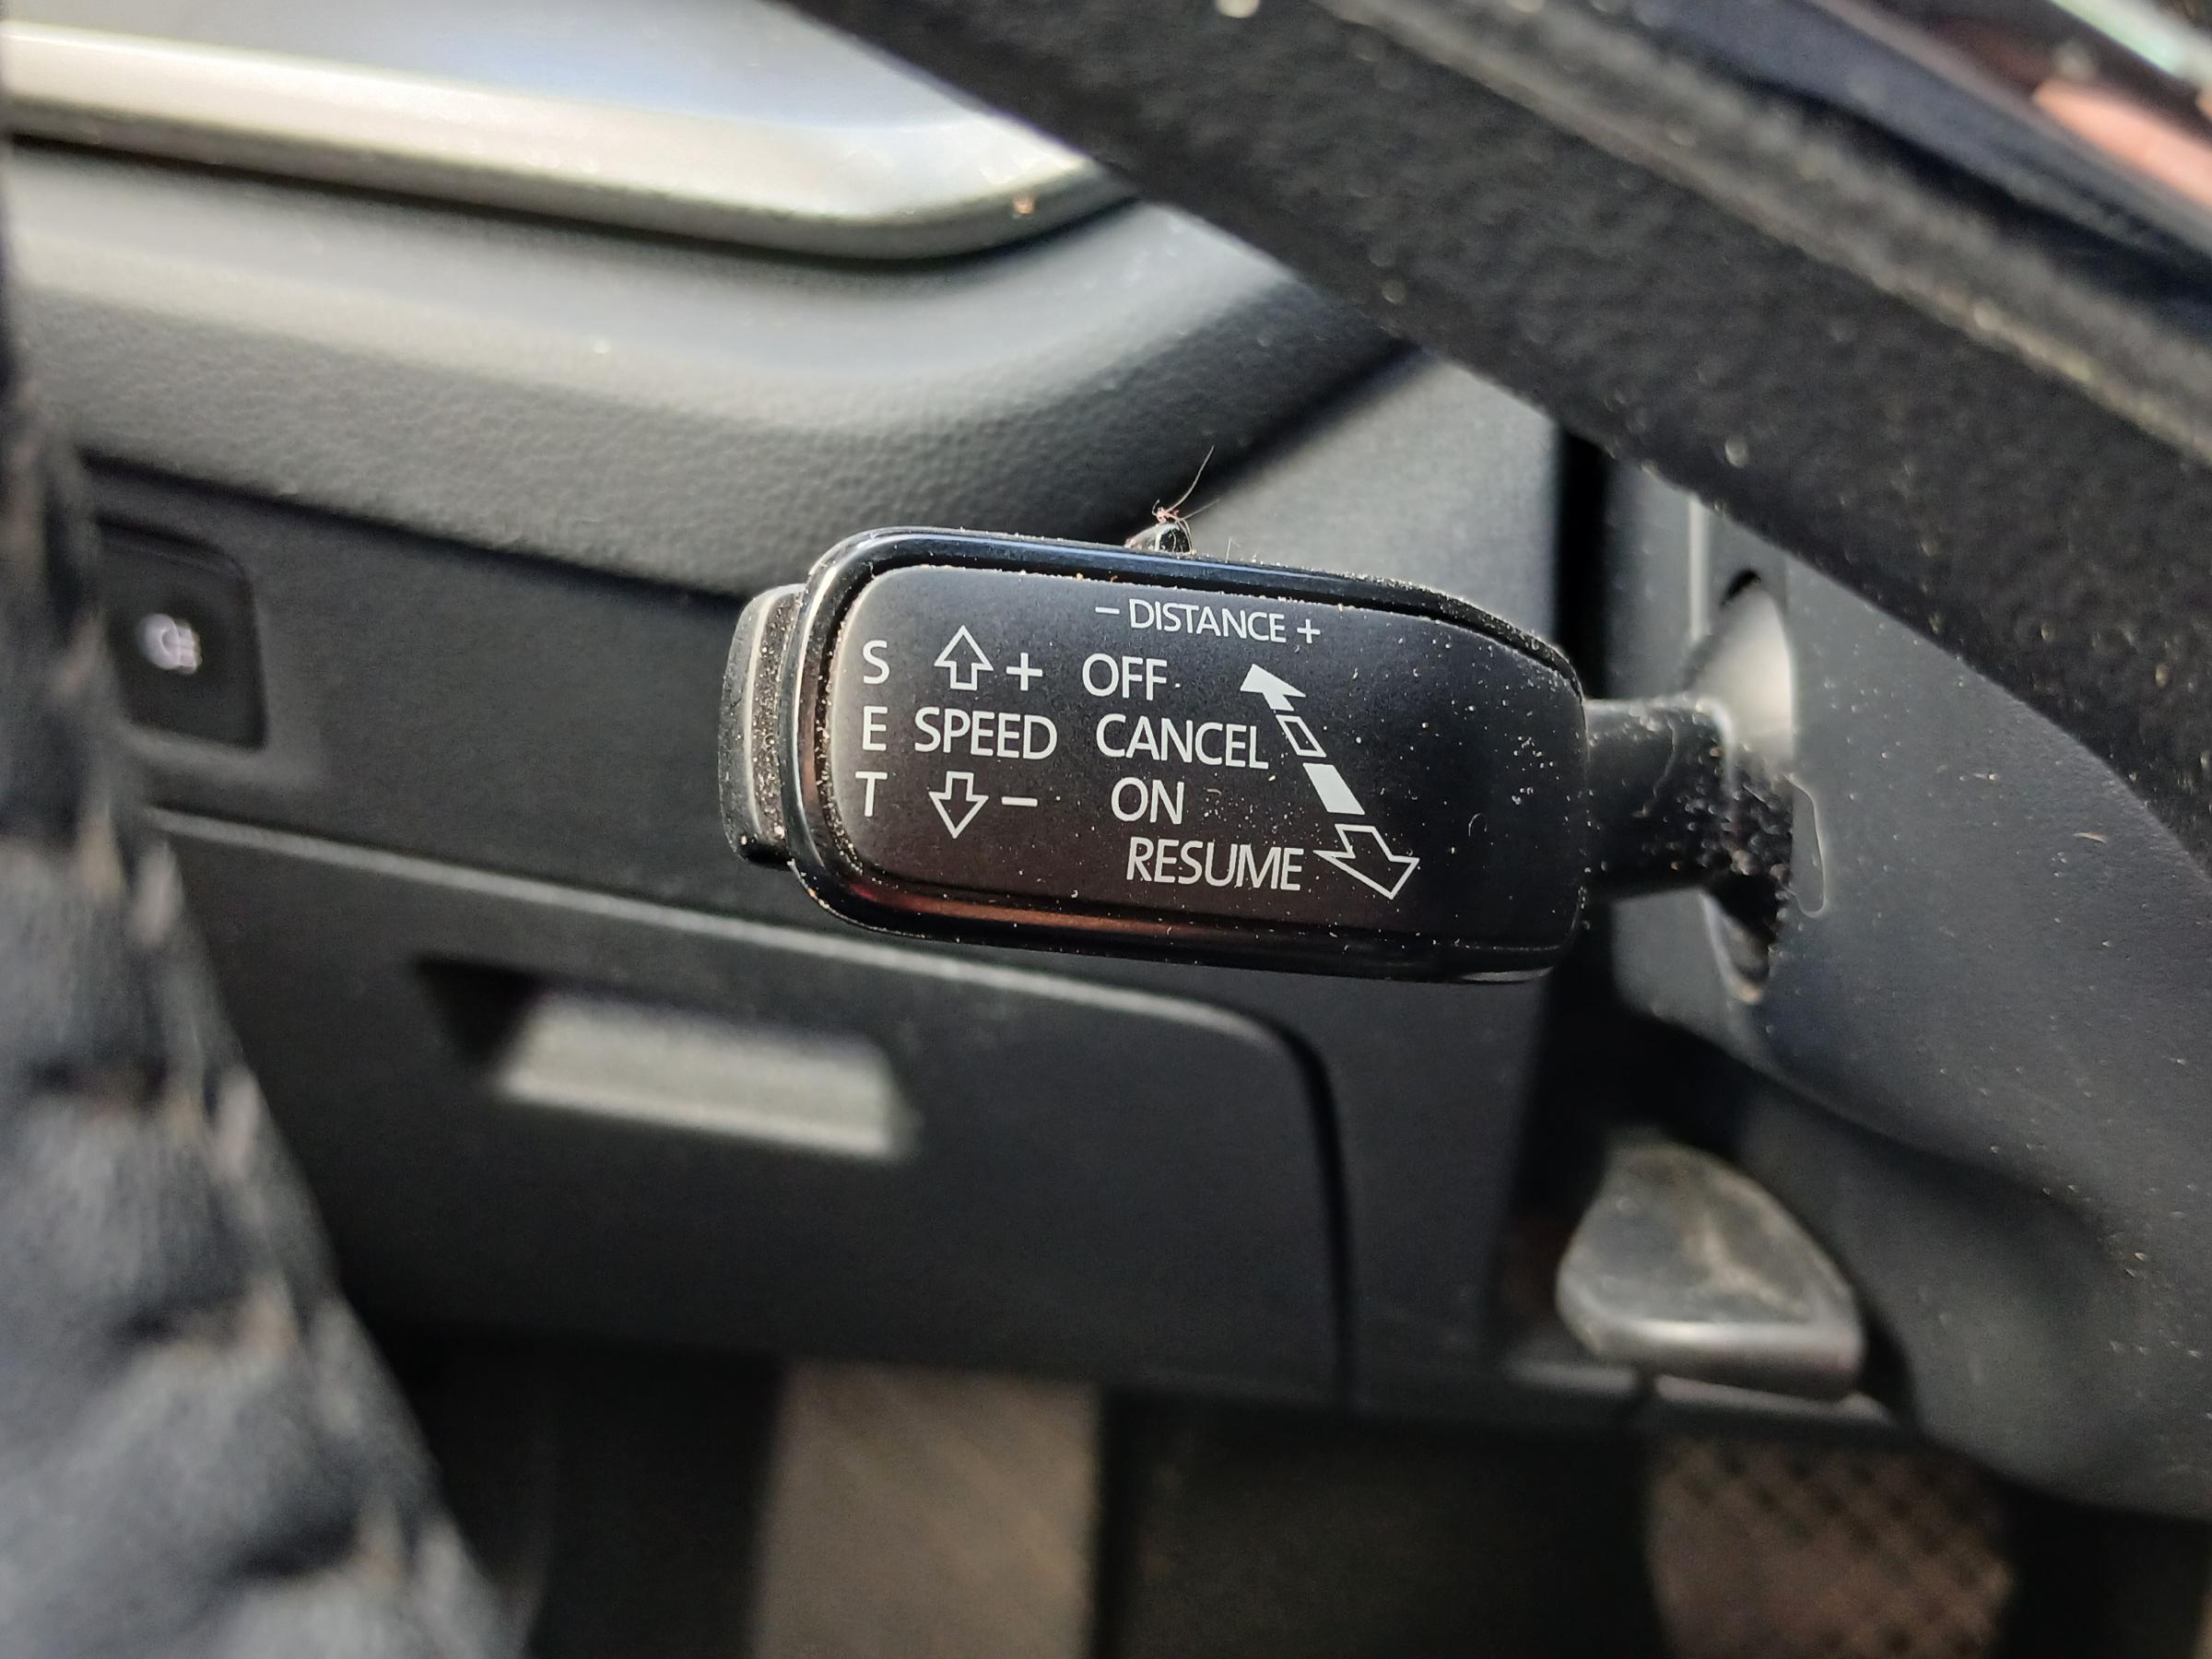 – DISTANCE +
S + OFF
E SPEED CANCEL
T – ON
RESUME